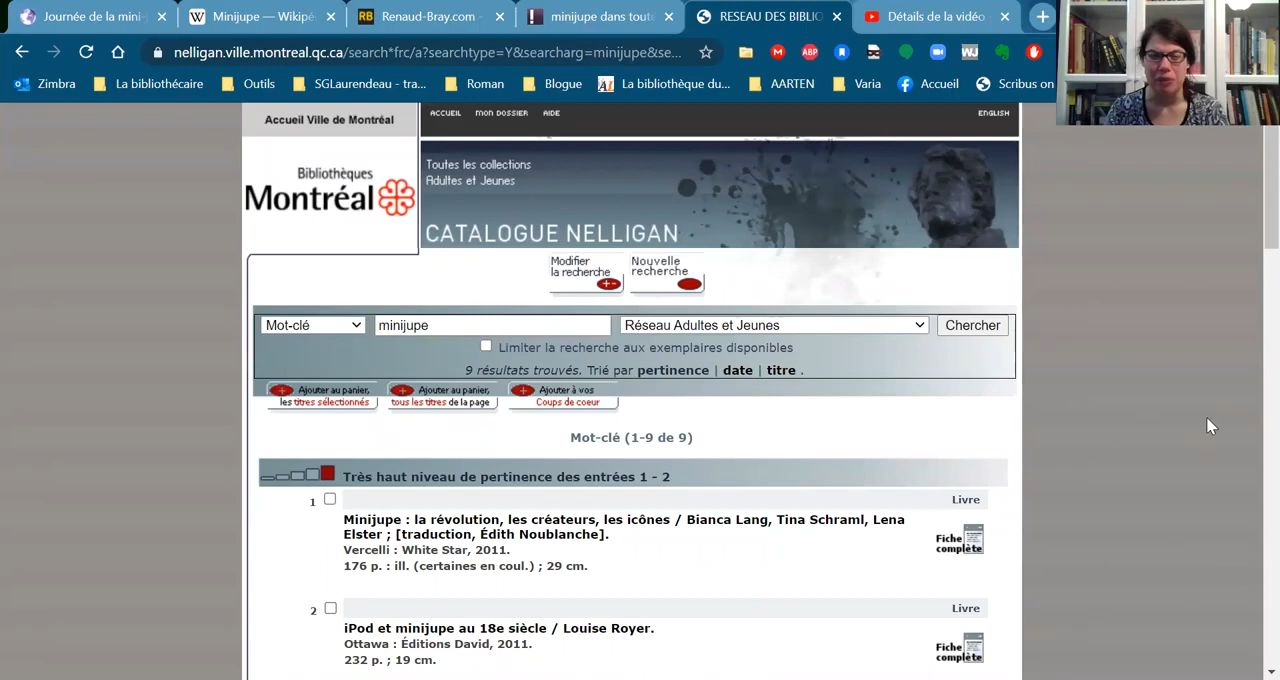 Journée de la mini-
Minijupe — Wikipé
RB Renaud-Bray.com -
minijupe dans toute
RESEAU DES BIBLIO
Détails de la vidéo
nelligan.ville.montreal.qc.ca/search*frc/a?searchtype=Y&searcharg=minijupe&se...
M ABP WJ
Zimbra La bibliothécaire Outils SGLaurendeau - tra... Roman Blogue La bibliothèque du... AARTEN Varia Accueil Scribus on
Accueil Ville de Montréal
ACCUEIL MON DOSSIER AIDE ENGLISH
Bibliothèques
Montréal
Toutes les collections
Adultes et Jeunes
CATALOGUE NELLIGAN
Modifier
la recherche
Nouvelle
recherche
Mot-clé minijupe Réseau Adultes et Jeunes Chercher
Limiter la recherche aux exemplaires disponibles
9 résultats trouvés. Trié par pertinence | date | titre .
Ajouter au panier,
les titres sélectionnés
Ajouter au panier,
tous les titres de la page
Ajouter à vos
Coups de coeur
Mot-clé (1-9 de 9)
Très haut niveau de pertinence des entrées 1 - 2
1 Livre
Minijupe : la révolution, les créateurs, les icônes / Bianca Lang, Tina Schraml, Lena
Elster ; [traduction, Édith Noublanche].
Vercelli : White Star, 2011.
176 p. : ill. (certaines en coul.) ; 29 cm.
Fiche
complète
2 Livre
iPod et minijupe au 18e siècle / Louise Royer.
Ottawa : Éditions David, 2011.
232 p. ; 19 cm.
Fiche
complète